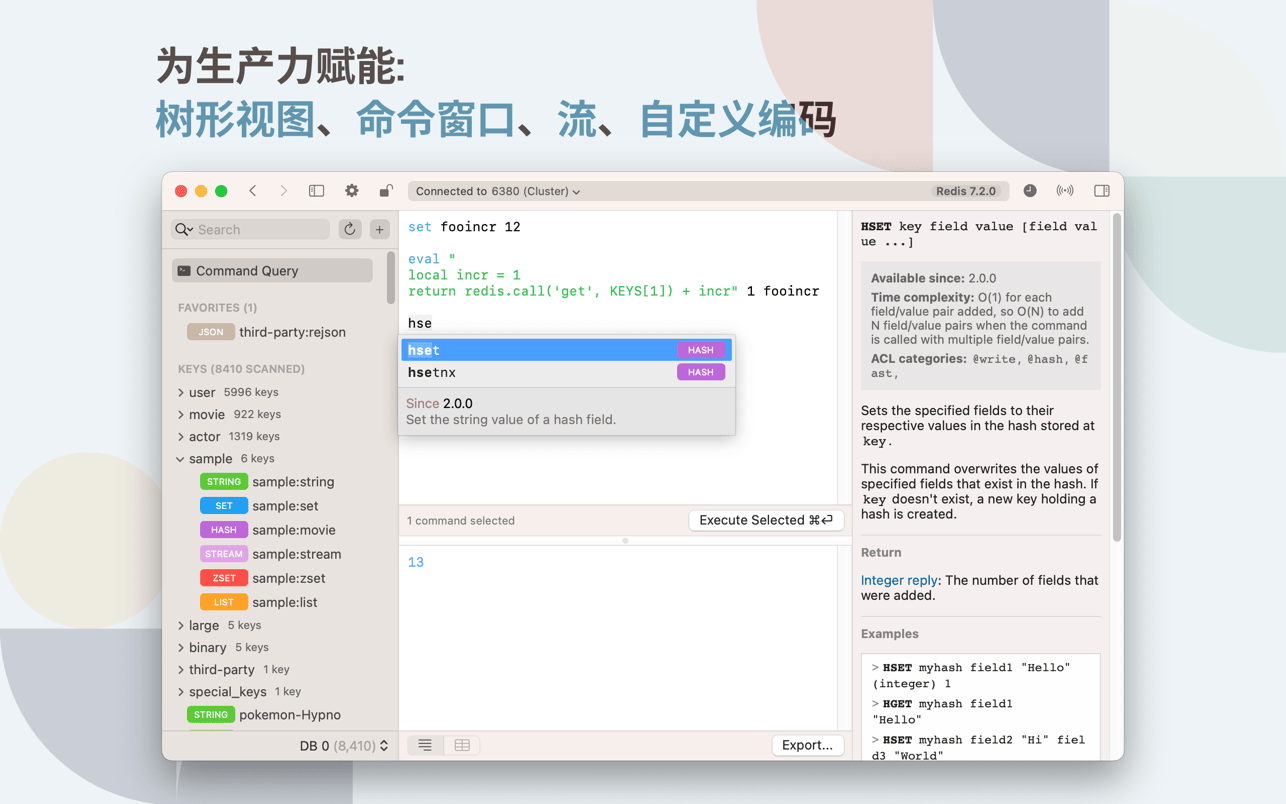 为生产力赋能:
树形视图、命令窗口、流、自定义编码
Connected to 6380 (Cluster)
Redis 7.2.0
Search
Command Query
FAVORITES (1)
JSON third-party:rejson
KEYS (8410 SCANNED)
user 5996 keys
movie 922 keys
actor 1319 keys
sample 6 keys
STRING sample:string
SET sample:set
HASH sample:movie
STREAM sample:stream
ZSET sample:zset
LIST sample:list
large 5 keys
binary 5 keys
third-party 1 key
special_keys 1 key
STRING pokemon-Hypno
DB 0 (8,410)
set fooincr 12
eval "
local incr = 1
return redis.call('get', KEYS[1]) + incr" 1 fooincr
hse
hset HASH
hsetnx HASH
Since 2.0.0
Set the string value of a hash field.
1 command selected
Execute Selected ⌘↩
13
Export...
HSET key field value [field val
ue ...]
Available since: 2.0.0
Time complexity: O(1) for each
field/value pair added, so O(N) to add
N field/value pairs when the command
is called with multiple field/value pairs.
ACL categories: @write, @hash, @f
ast,
Sets the specified fields to their
respective values in the hash stored at
key.
This command overwrites the values of
specified fields that exist in the hash. If
key doesn't exist, a new key holding a
hash is created.
Return
Integer reply: The number of fields that
were added.
Examples
> HSET myhash field1 "Hello"
(integer) 1
> HGET myhash field1
"Hello"
> HSET myhash field2 "Hi" fiel
d3 "World"